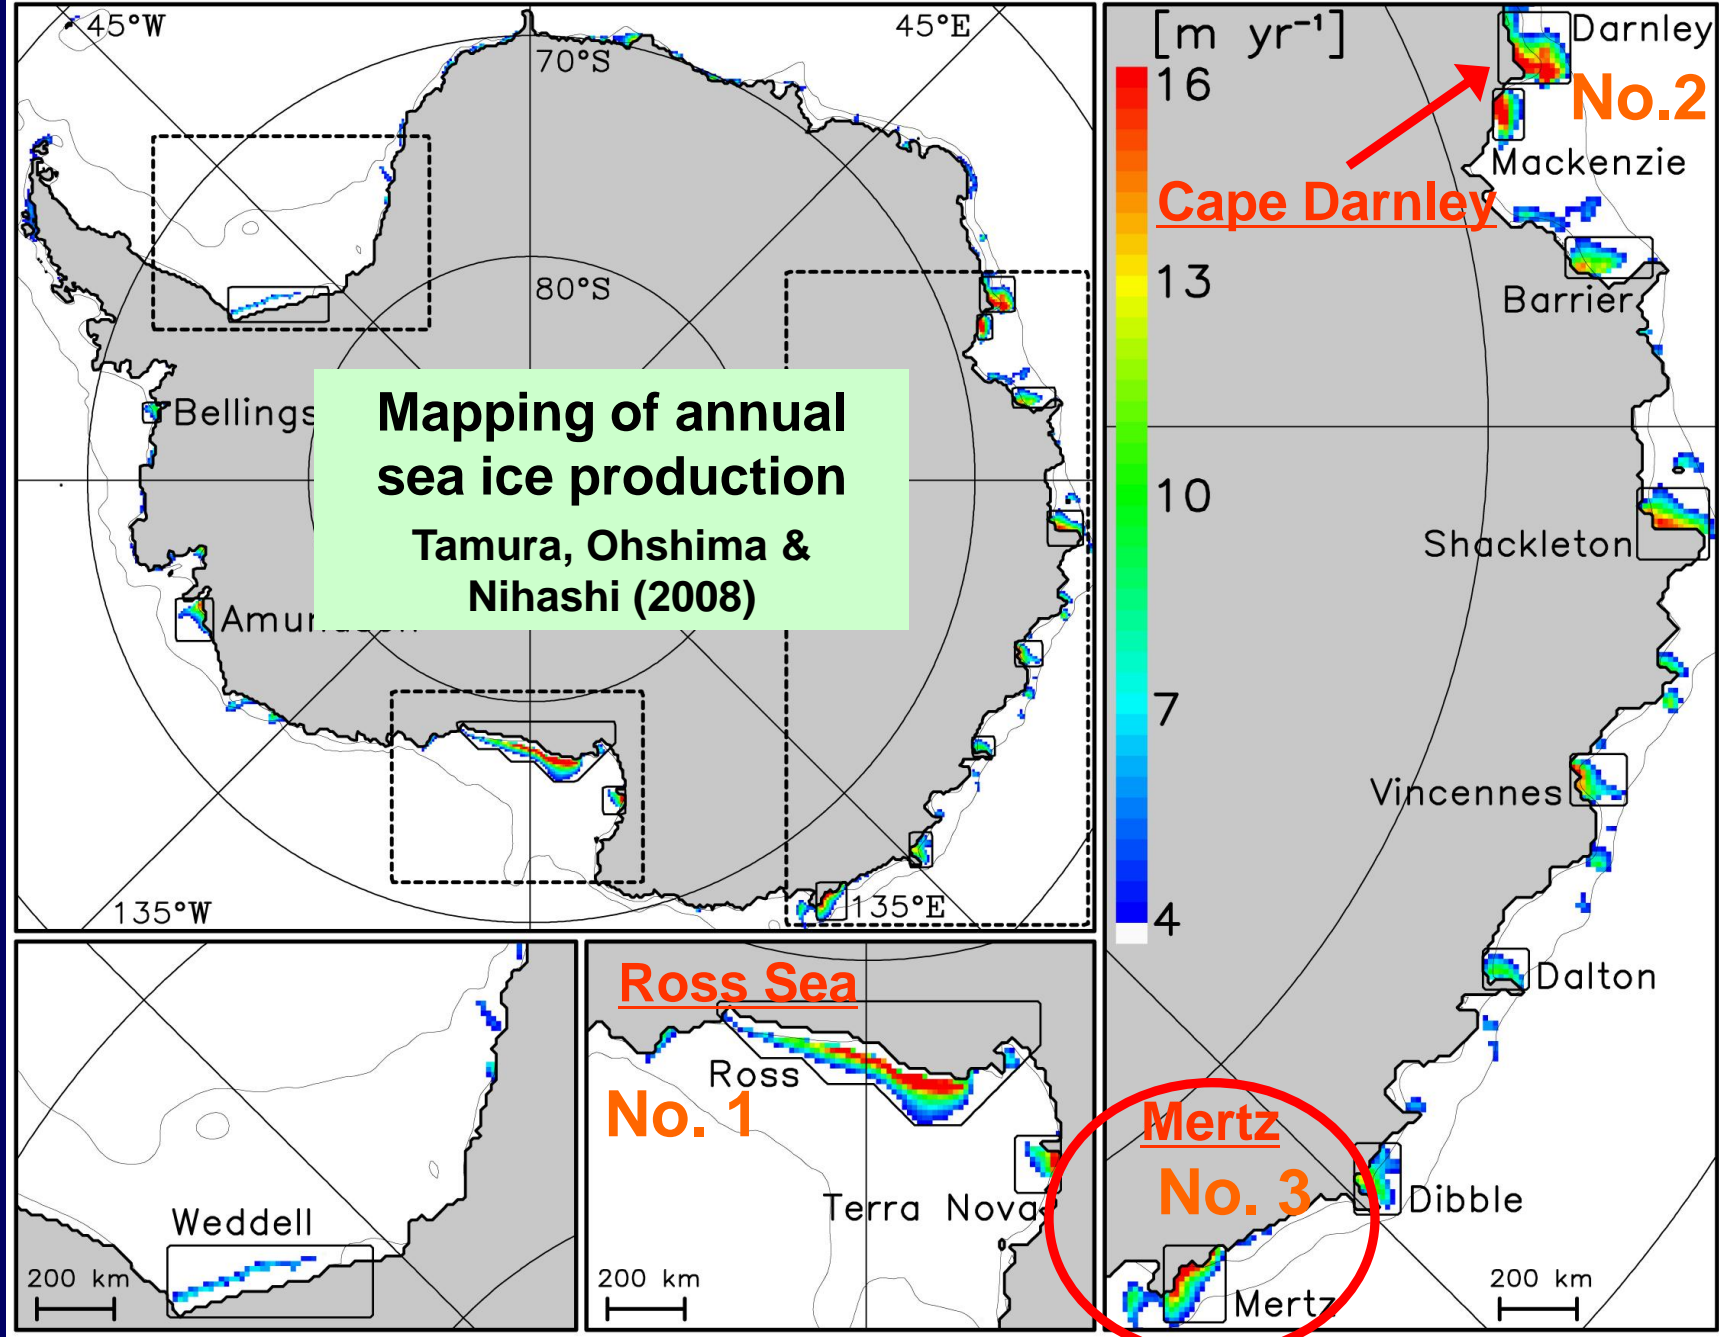 45°W
45°E
70°S
80°S
Bellings
Mapping of annual
sea ice production
Tamura, Ohshima &
Nihashi (2008)
135°W
135°E
[m yr⁻¹]
16
13
10
7
4
Darnley
No.2
Mackenzie
Cape Darnley
Barrier
Shackleton
Vincennes
Dalton
Mertz
No. 3
Dibble
Mertz
200 km
Weddell
200 km
Ross Sea
Ross
No. 1
Terra Nova
200 km